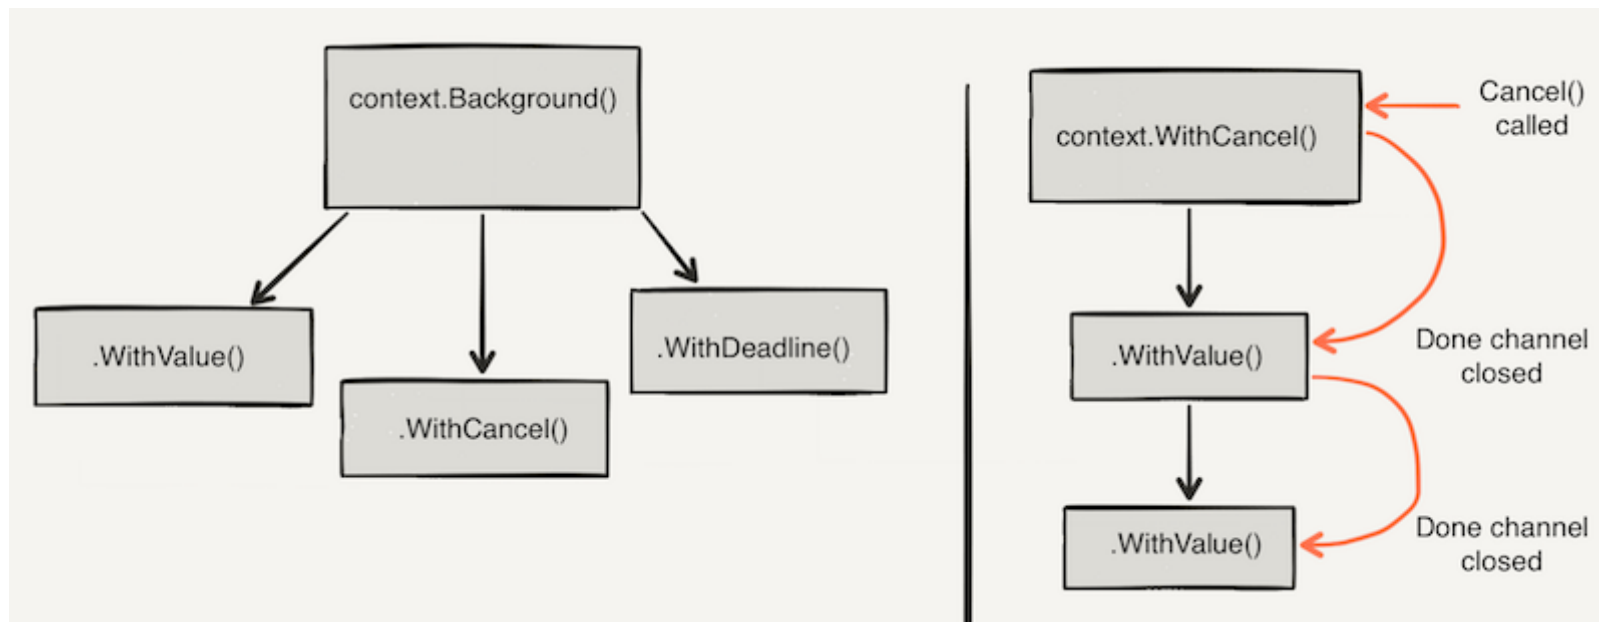 context.Background()
.WithValue()
.WithCancel()
.WithDeadline()
context.WithCancel()
Cancel()
called
.WithValue()
Done channel
closed
.WithValue()
Done channel
closed